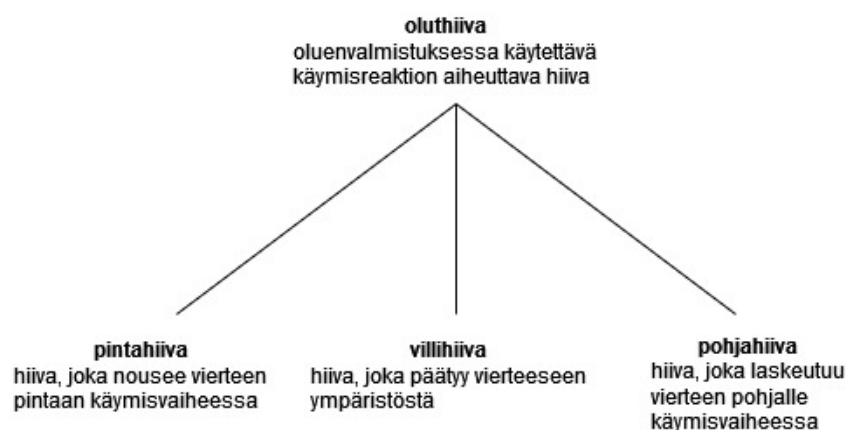 oluthiiva
oluenvalmistuksessa käytettävä
käymisreaktion aiheuttava hiiva
pintahiiva
hiiva, joka nousee vierteen
pintaan käymisvaiheessa
villihiiva
hiiva, joka päätyy vierteeseen
ympäristöstä
pohjahiiva
hiiva, joka laskeutuu
vierteen pohjalle
käymisvaiheessa